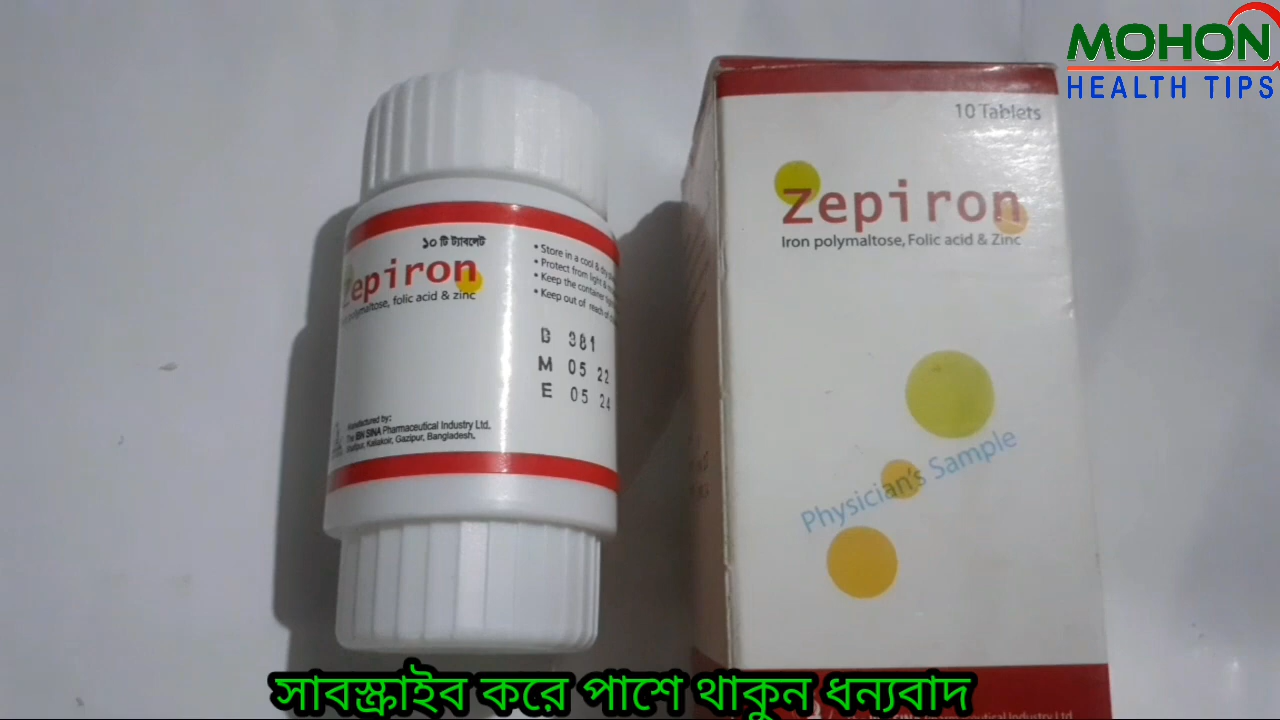 MOHON
HEALTH TIPS
১০ টি ট্যাবলেট
Zepiron
polymaltose, folic acid & zinc
• Store in a cool &
• Protect from light &
• Keep the container
• Keep out of reach of
B 381
M 05 22
E 05 24
Manufactured by:
The IBN SINA Pharmaceutical Industry Ltd.
Kaliakoir, Gazipur, Bangladesh.
10 Tablets
Zepiron
Iron polymaltose, Folic acid & Zinc
Physician's Sample
Industry Ltd
সাবস্ক্রাইব করে পাশে থাকুন ধন্যবাদ